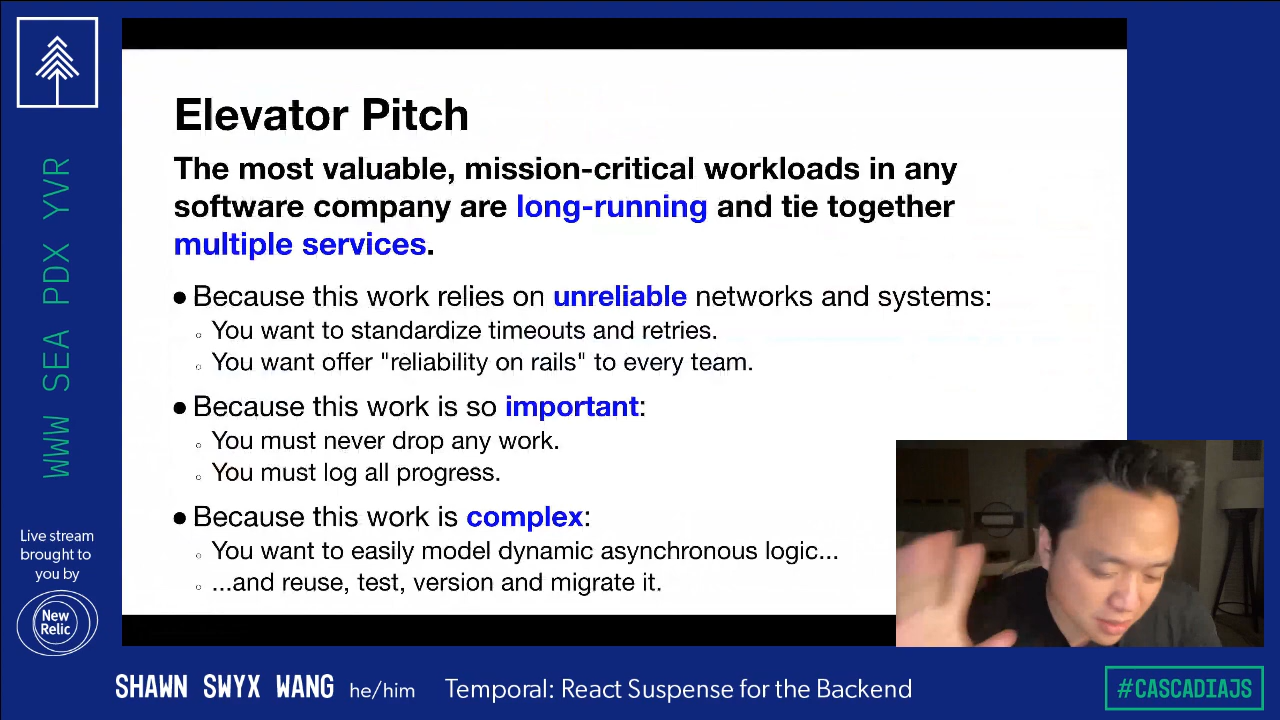 Elevator Pitch
The most valuable, mission-critical workloads in any
software company are long-running and tie together
multiple services.
● Because this work relies on unreliable networks and systems:
○ You want to standardize timeouts and retries.
○ You want offer "reliability on rails" to every team.
● Because this work is so important:
○ You must never drop any work.
○ You must log all progress.
● Because this work is complex:
○ You want to easily model dynamic asynchronous logic...
○ ...and reuse, test, version and migrate it.
WWW SEA PDX YVR
Live stream
brought to
you by
New
Relic
SHAWN SWYX WANG he/him Temporal: React Suspense for the Backend
#CASCADIAJS